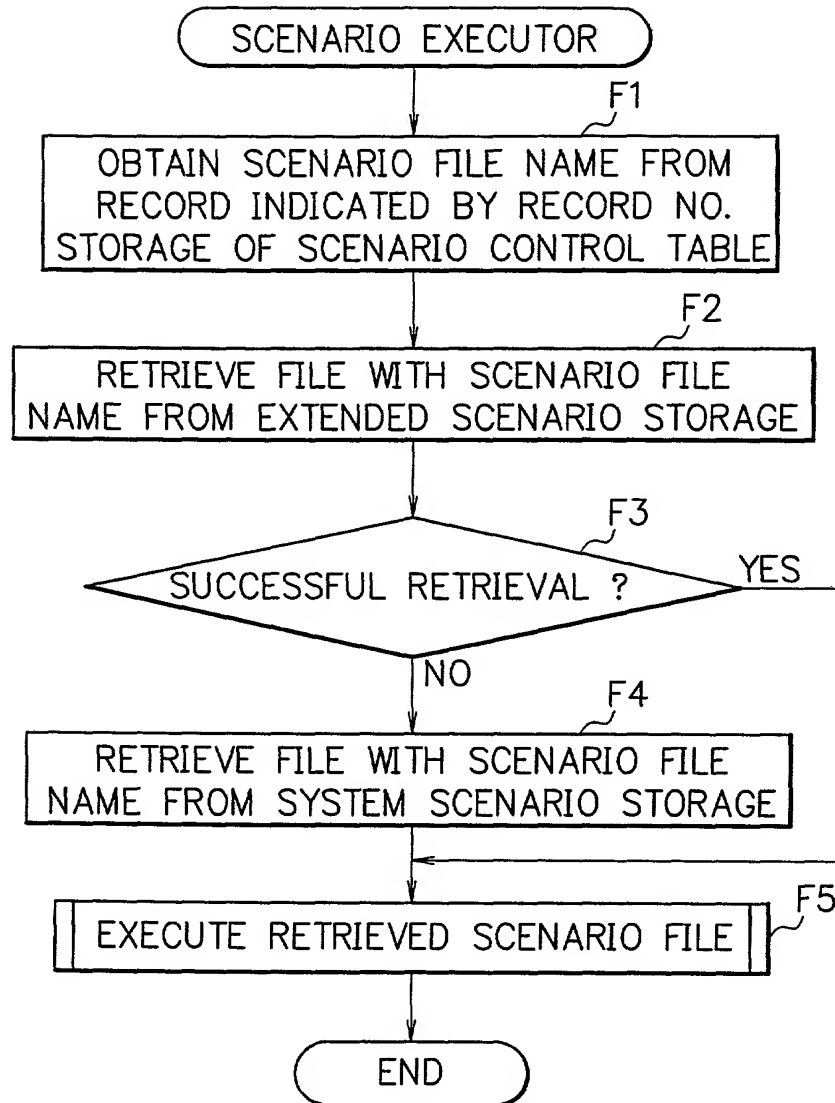 SCENARIO EXECUTOR
F1
OBTAIN SCENARIO FILE NAME FROM
RECORD INDICATED BY RECORD NO.
STORAGE OF SCENARIO CONTROL TABLE
F2
RETRIEVE FILE WITH SCENARIO FILE
NAME FROM EXTENDED SCENARIO STORAGE
F3
SUCCESSFUL RETRIEVAL ?
YES
NO
F4
RETRIEVE FILE WITH SCENARIO FILE
NAME FROM SYSTEM SCENARIO STORAGE
F5
EXECUTE RETRIEVED SCENARIO FILE
END